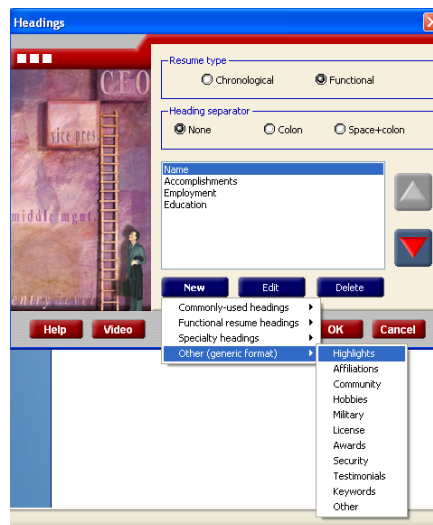 Headings
Resume type
Chronological
Functional
Heading separator
None
Colon
Space+colon
CEO
vice pres.
middle mgmt.
entry level
Name
Accomplishments
Employment
Education
New
Edit
Delete
Commonly-used headings
Functional resume headings
Specialty headings
Other (generic format)
Help
Video
OK
Cancel
Highlights
Affiliations
Community
Hobbies
Military
License
Awards
Security
Testimonials
Keywords
Other